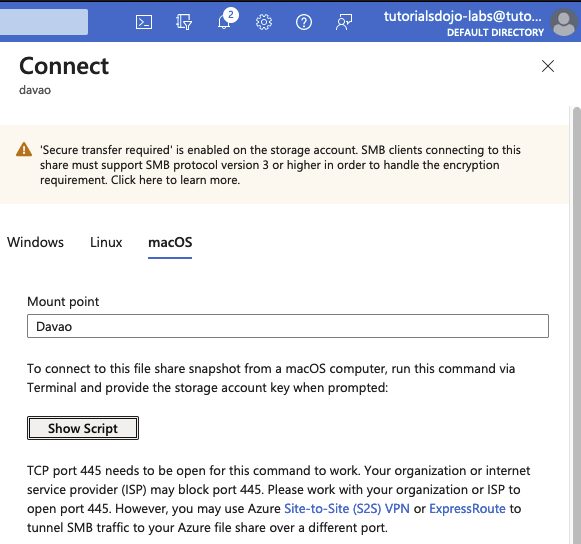 2
tutorialsdojo-labs@tuto...
DEFAULT DIRECTORY
Connect
davao
'Secure transfer required' is enabled on the storage account. SMB clients connecting to this
share must support SMB protocol version 3 or higher in order to handle the encryption
requirement. Click here to learn more.
Windows Linux macOS
Mount point
Davao
To connect to this file share snapshot from a macOS computer, run this command via
Terminal and provide the storage account key when prompted:
Show Script
TCP port 445 needs to be open for this command to work. Your organization or internet
service provider (ISP) may block port 445. Please work with your organization or ISP to
open port 445. However, you may use Azure Site-to-Site (S2S) VPN or ExpressRoute to
tunnel SMB traffic to your Azure file share over a different port.